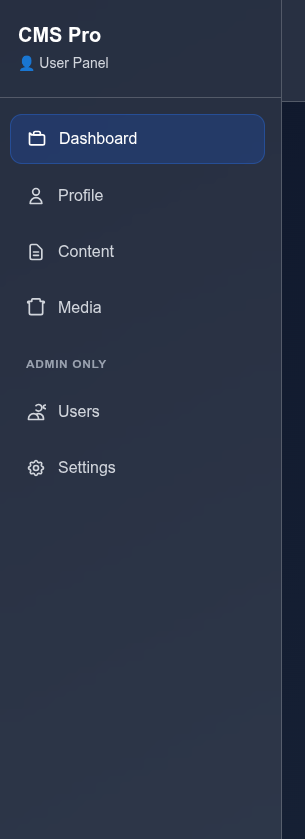 CMS Pro
👤 User Panel
Dashboard
Profile
Content
Media
ADMIN ONLY
Users
Settings